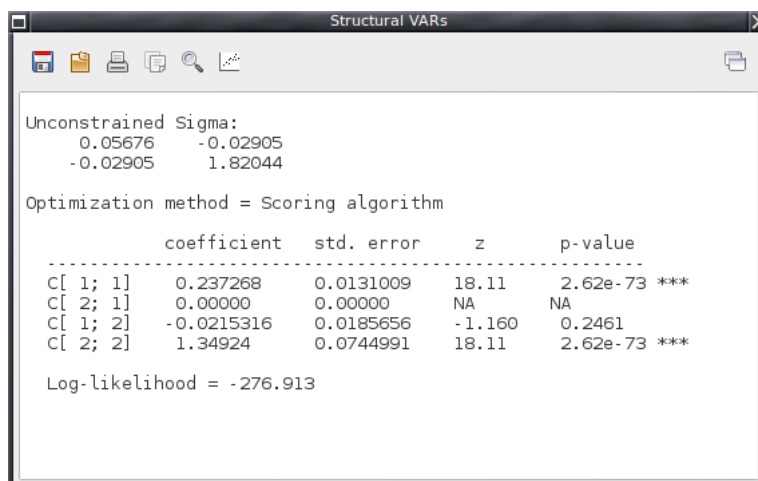 Structural VARs
Unconstrained Sigma:
0.05676 -0.02905
-0.02905 1.82044
Optimization method = Scoring algorithm
coefficient std. error z p-value
---------------------------------------------------------
C[ 1; 1] 0.237268 0.0131009 18.11 2.62e-73 ***
C[ 2; 1] 0.00000 0.00000 NA NA
C[ 1; 2] -0.0215316 0.0185656 -1.160 0.2461
C[ 2; 2] 1.34924 0.0744991 18.11 2.62e-73 ***
Log-likelihood = -276.913